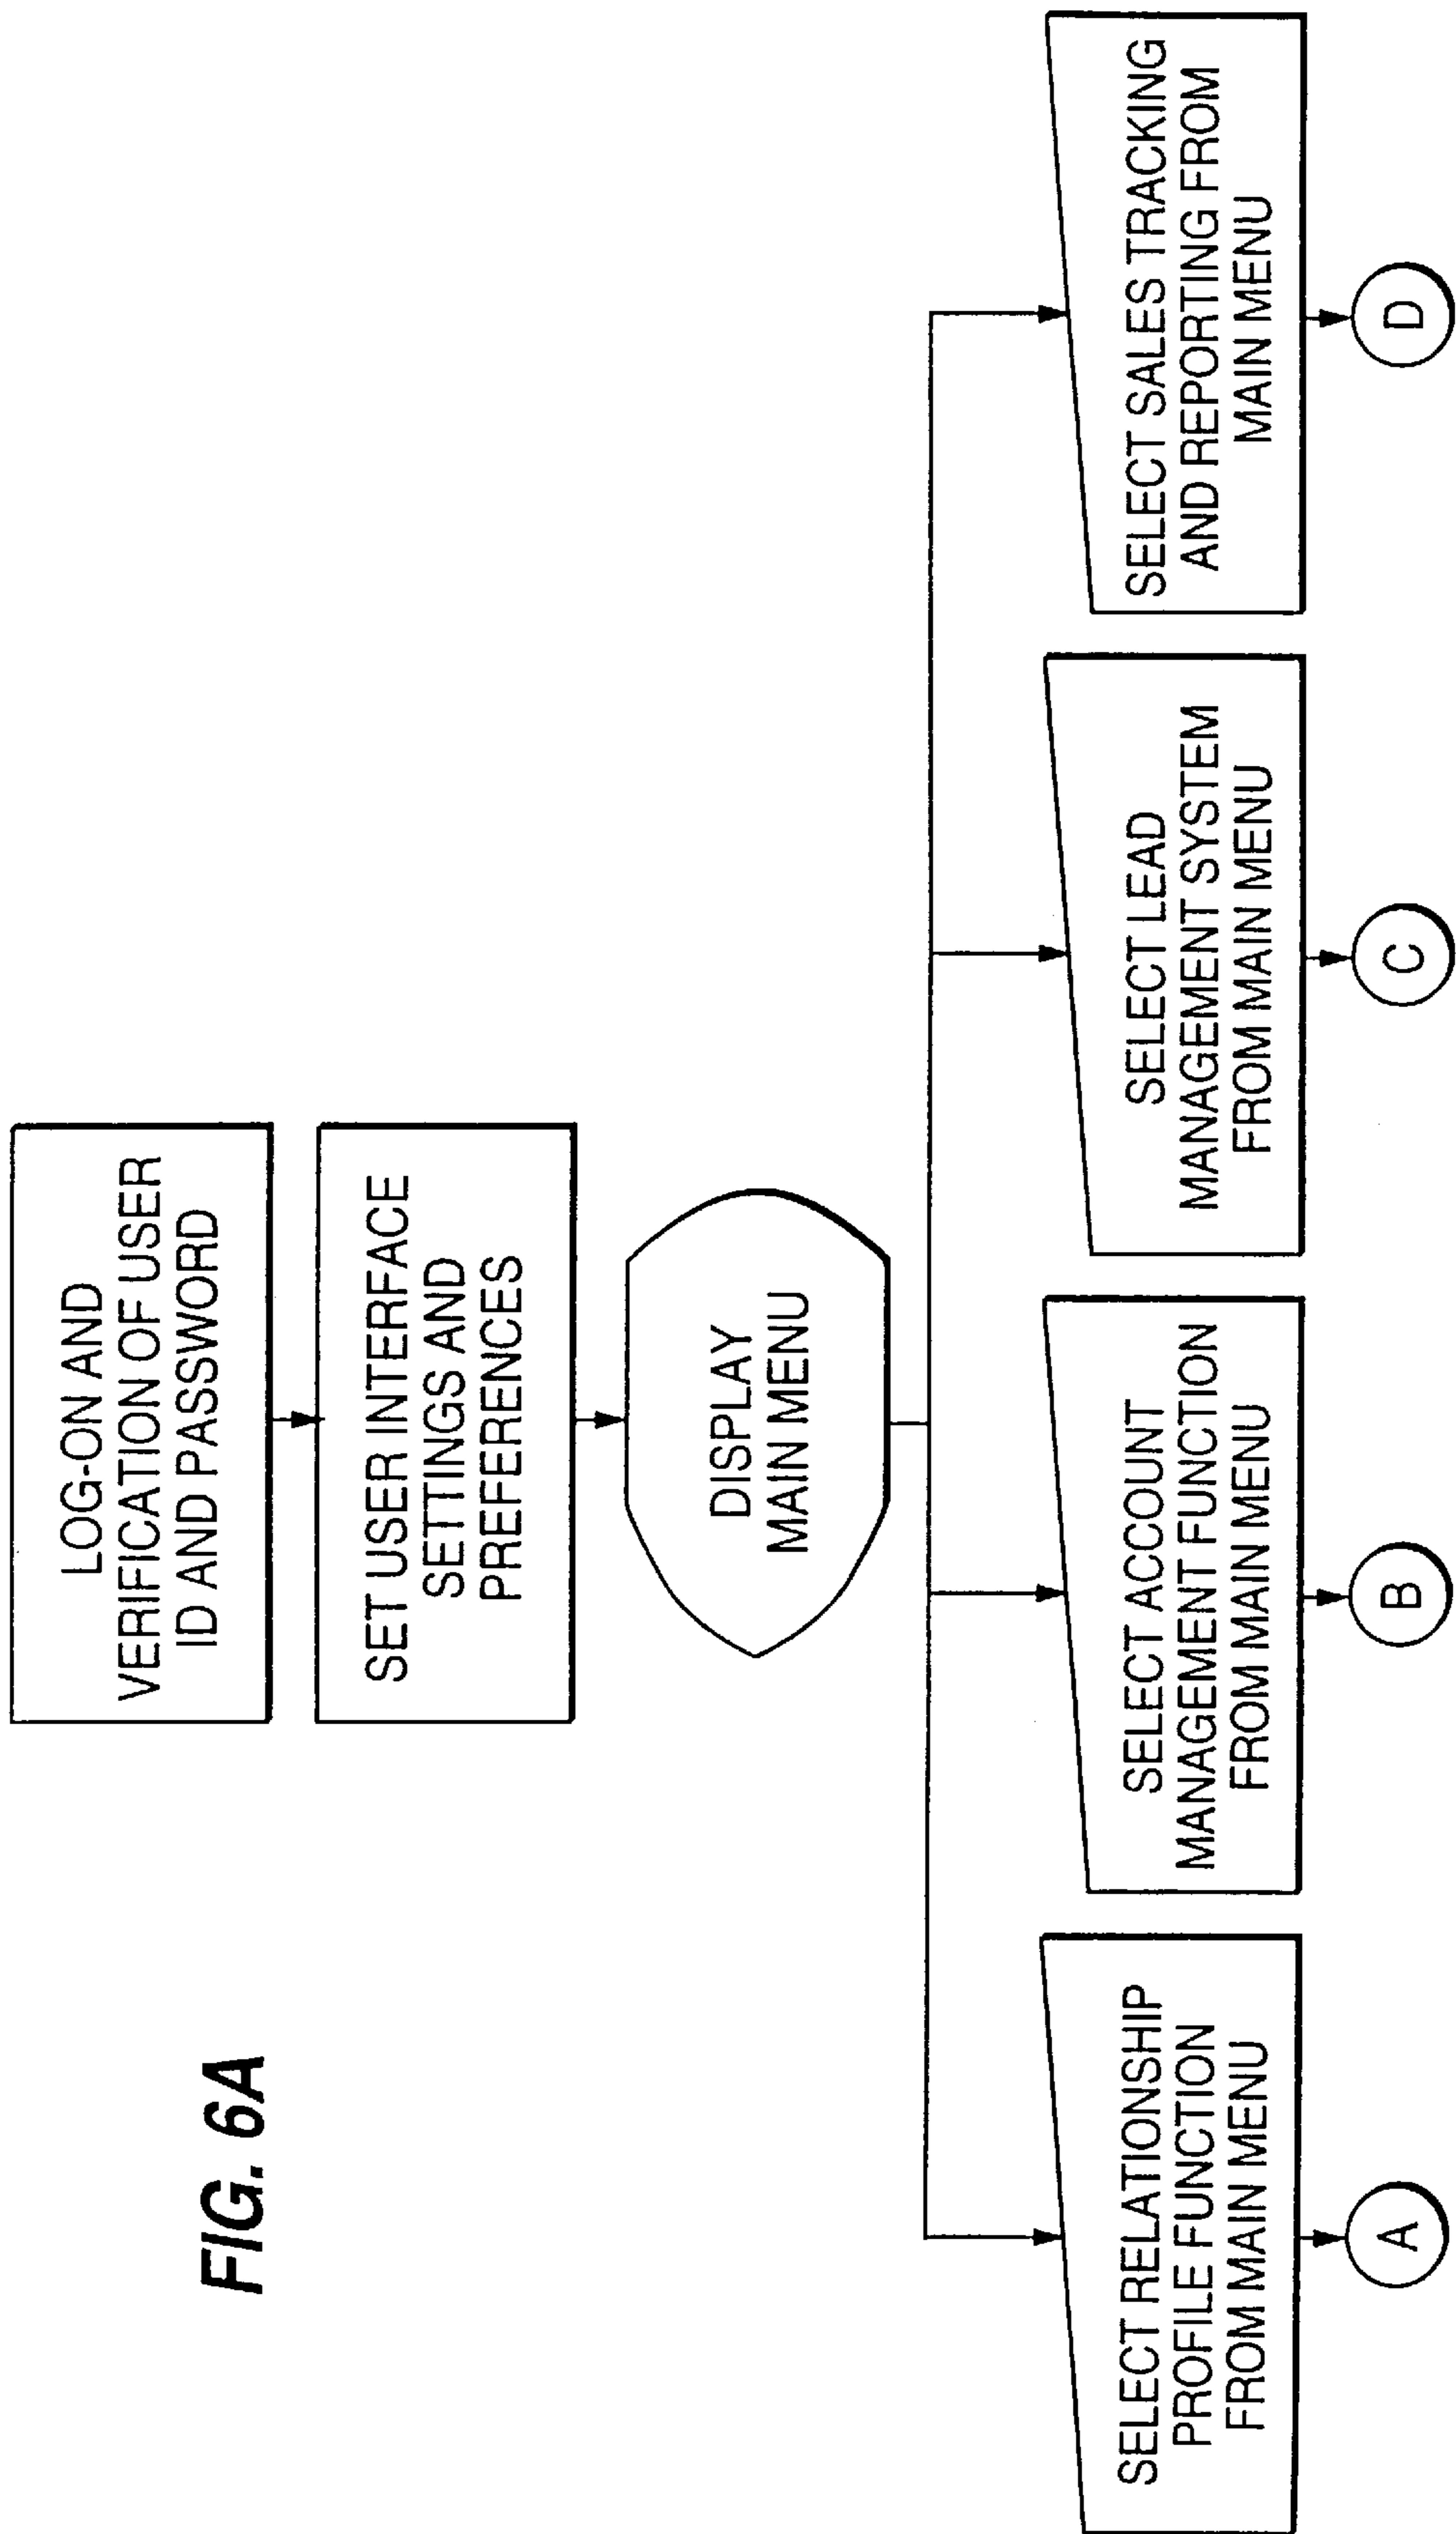 FIG. 6A
LOG-ON AND
VERIFICATION OF USER
ID AND PASSWORD
SET USER INTERFACE
SETTINGS AND
PREFERENCES
DISPLAY
MAIN MENU
SELECT RELATIONSHIP
PROFILE FUNCTION
FROM MAIN MENU
A
SELECT ACCOUNT
MANAGEMENT FUNCTION
FROM MAIN MENU
B
SELECT LEAD
MANAGEMENT SYSTEM
FROM MAIN MENU
C
SELECT SALES TRACKING
AND REPORTING FROM
MAIN MENU
D